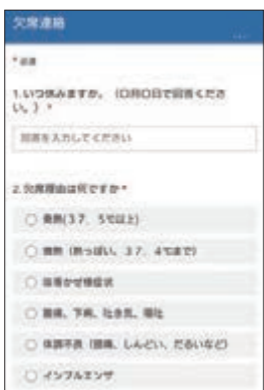 欠席連絡
* 必須
1.いつ休みますか。（〇月〇日で回答くださ
い。） *
回答を入力してください
2.欠席理由は何ですか *
発熱(３７．５℃以上)
微熱（熱っぽい、３７．４℃まで）
咳等かぜ様症状
腹痛、下痢、吐き気、嘔吐
体調不良（頭痛、しんどい、だるいなど）
インフルエンザ